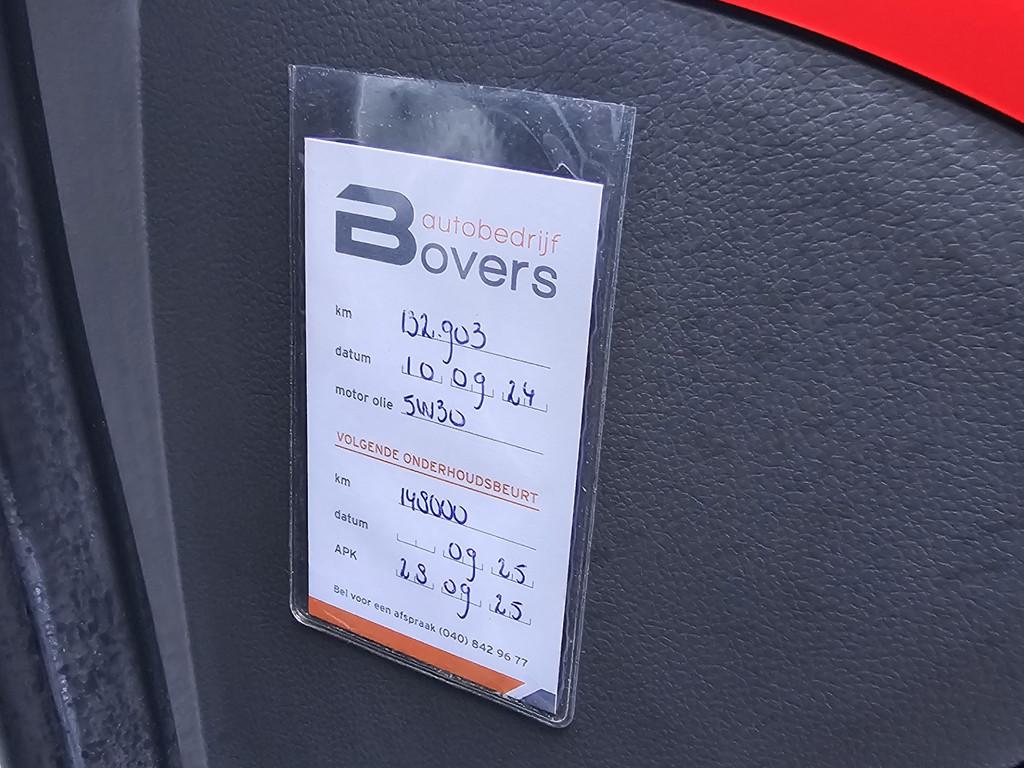 autobedrijf
Bovers
km 132.903
datum 10 09 24
motor olie 5W30
VOLGENDE ONDERHOUDSBEURT
km 148000
datum 09 25
APK 28 09 25
Bel voor een afspraak (040) 842 96 77